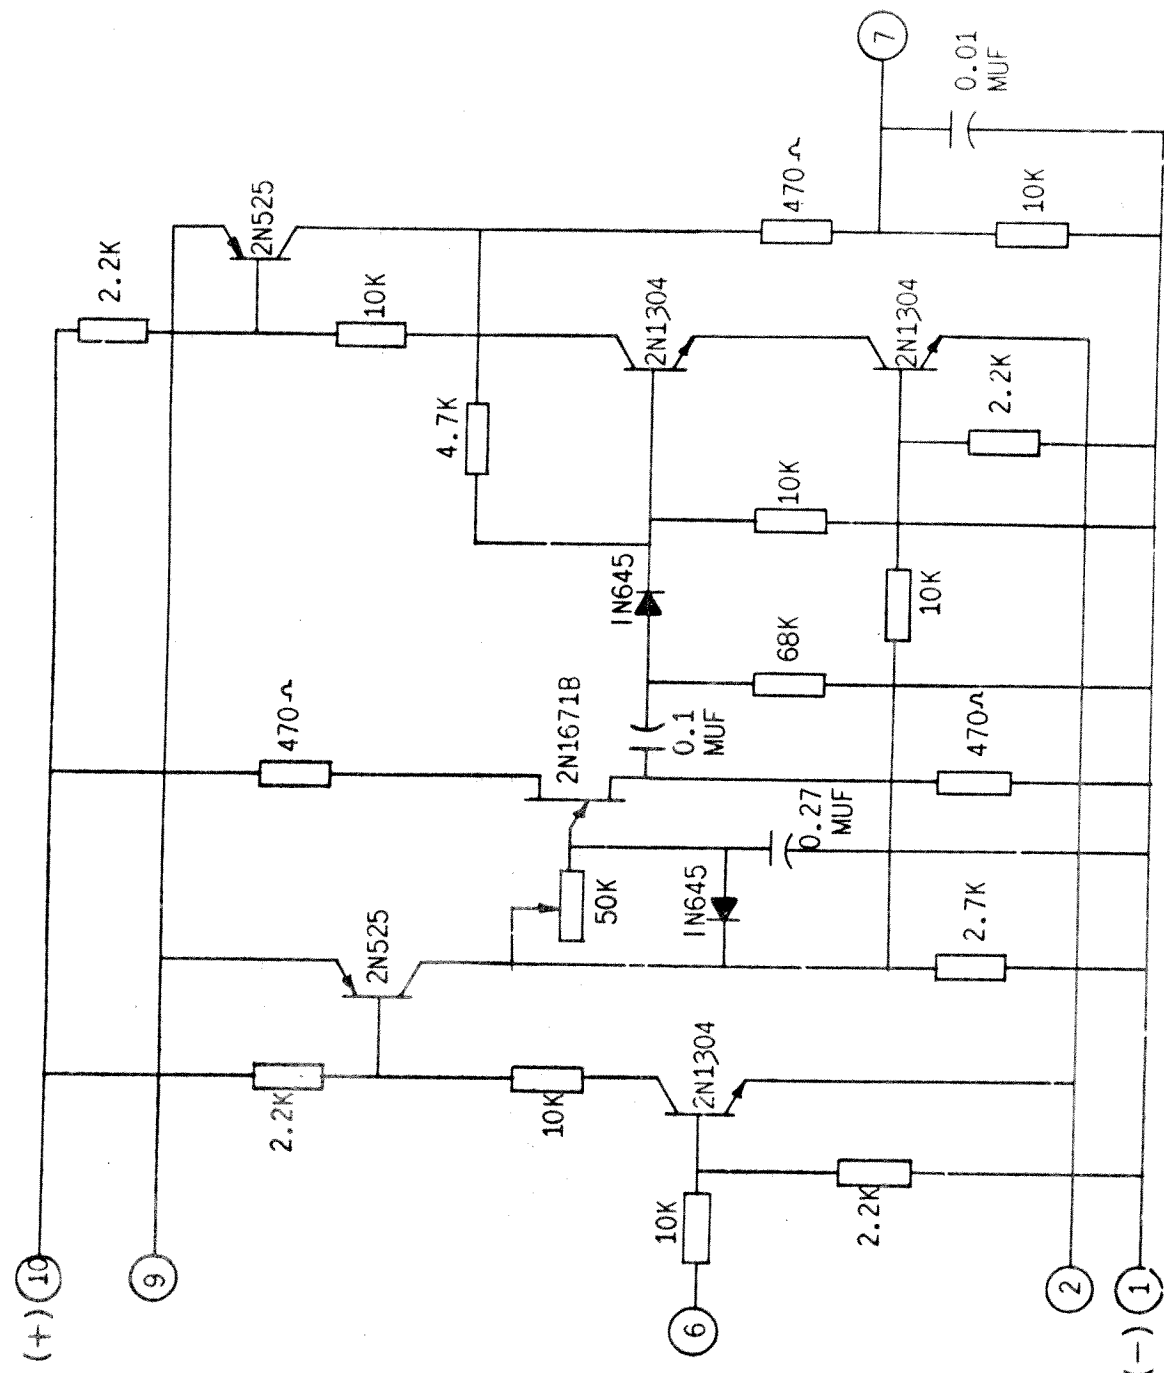 7
0.01
MUF
2N525
470Ω
10K
2.2K
10K
2N1304
2N1304
2.2K
4.7K
10K
IN645
10K
68K
2N1671B
470Ω
0.1
MUF
470Ω
0.27
MUF
50K
IN645
2.7K
2N525
2N1304
2.2K
10K
10K
2.2K
(+) 10
9
6
2
(-) 1